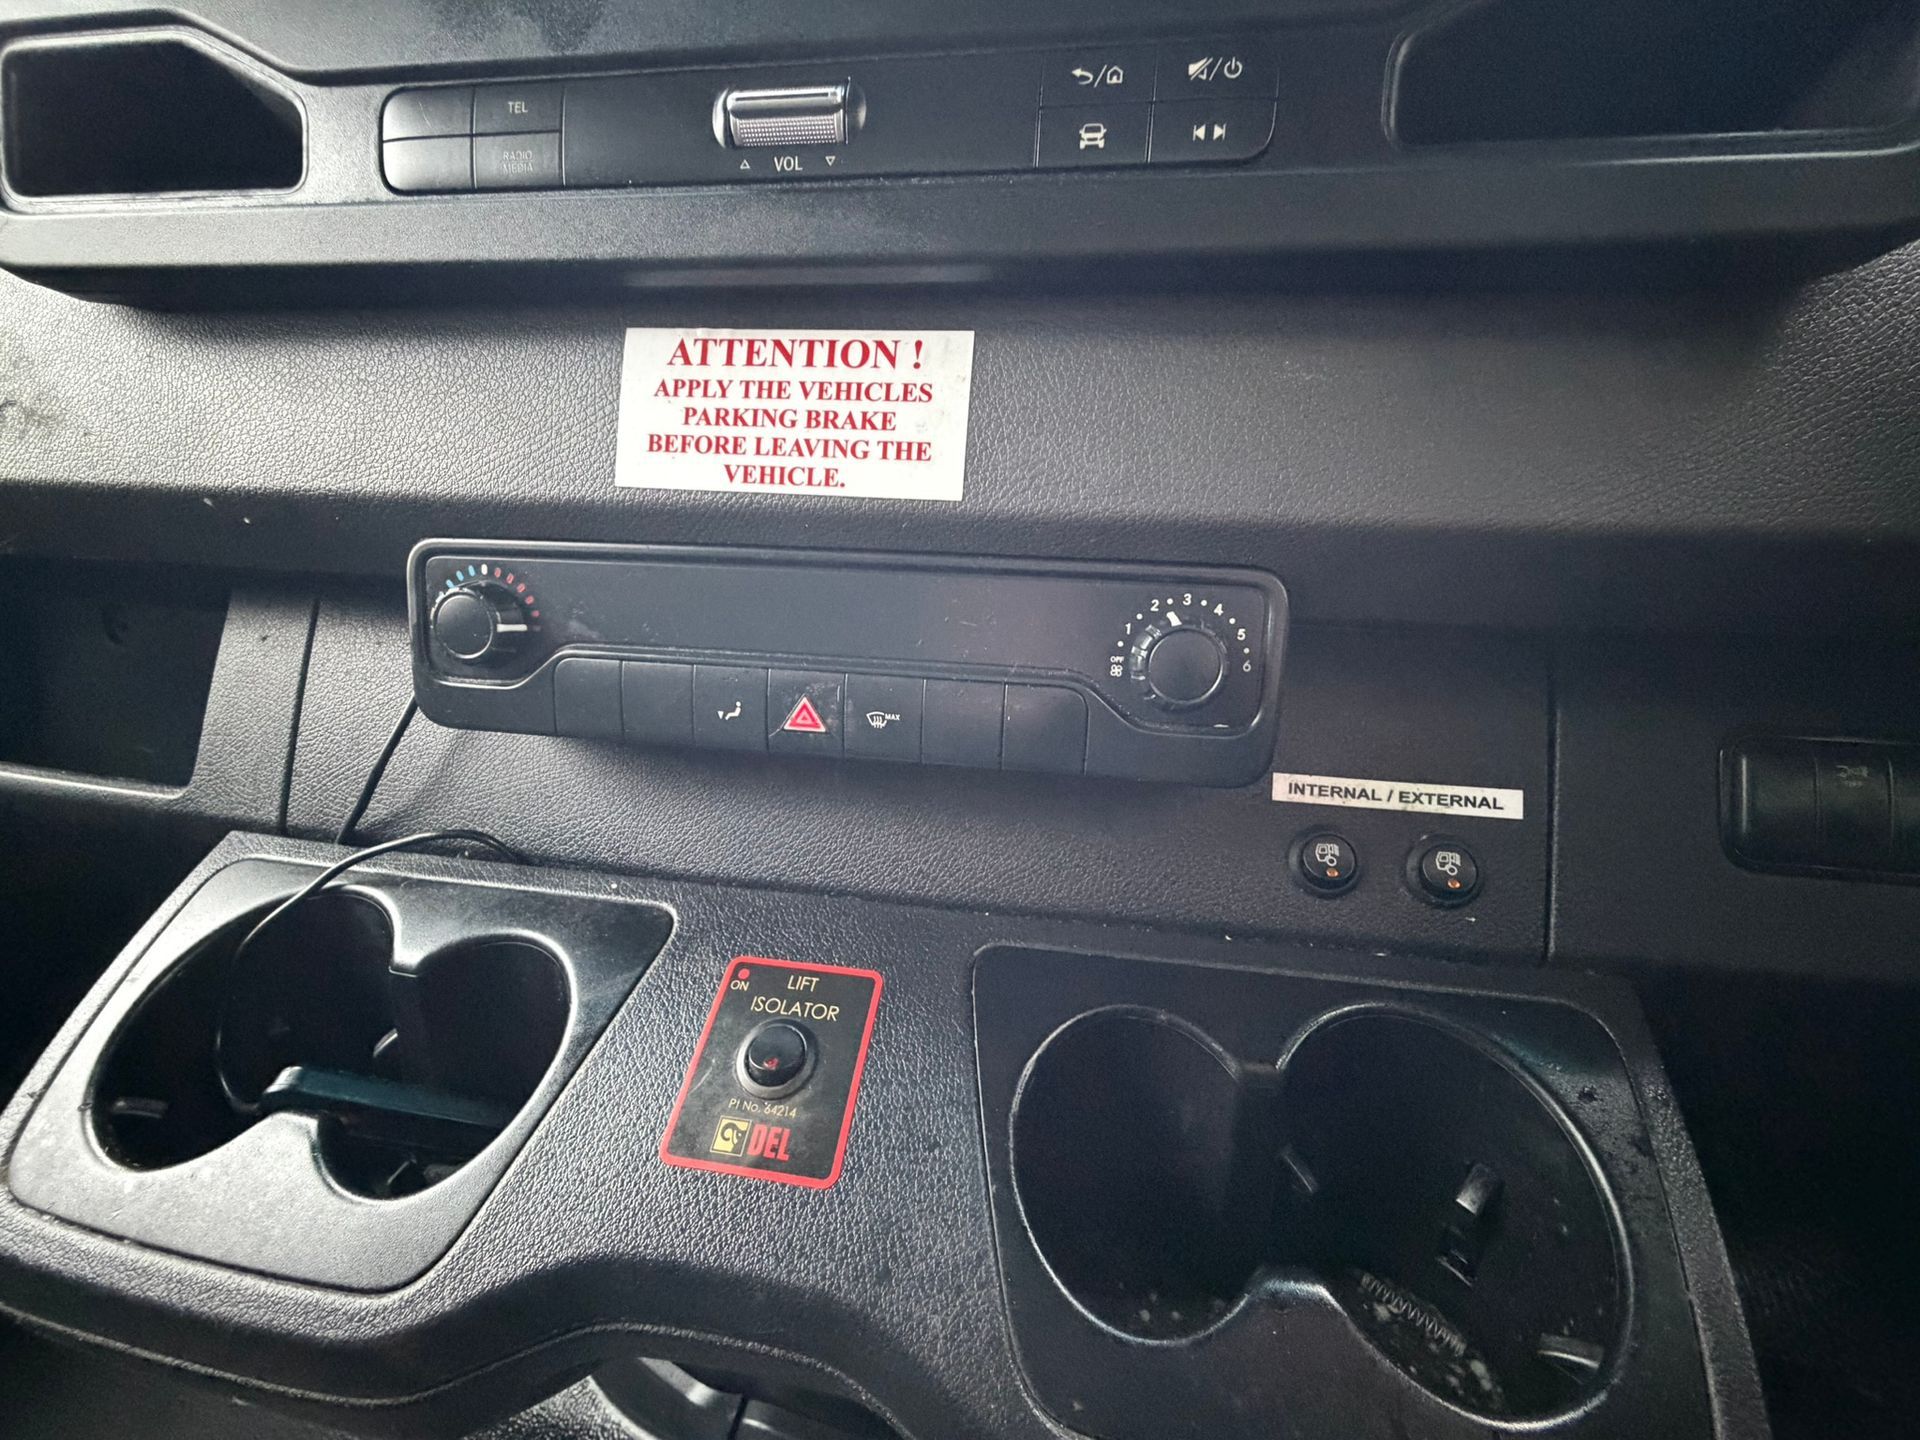 TEL
RADIO
MEDIA
VOL
ATTENTION !
APPLY THE VEHICLES
PARKING BRAKE
BEFORE LEAVING THE
VEHICLE.
1 2 3 4 5 6
OFF
MAX
INTERNAL / EXTERNAL
ON
LIFT
ISOLATOR
PI No. 64214
DEL